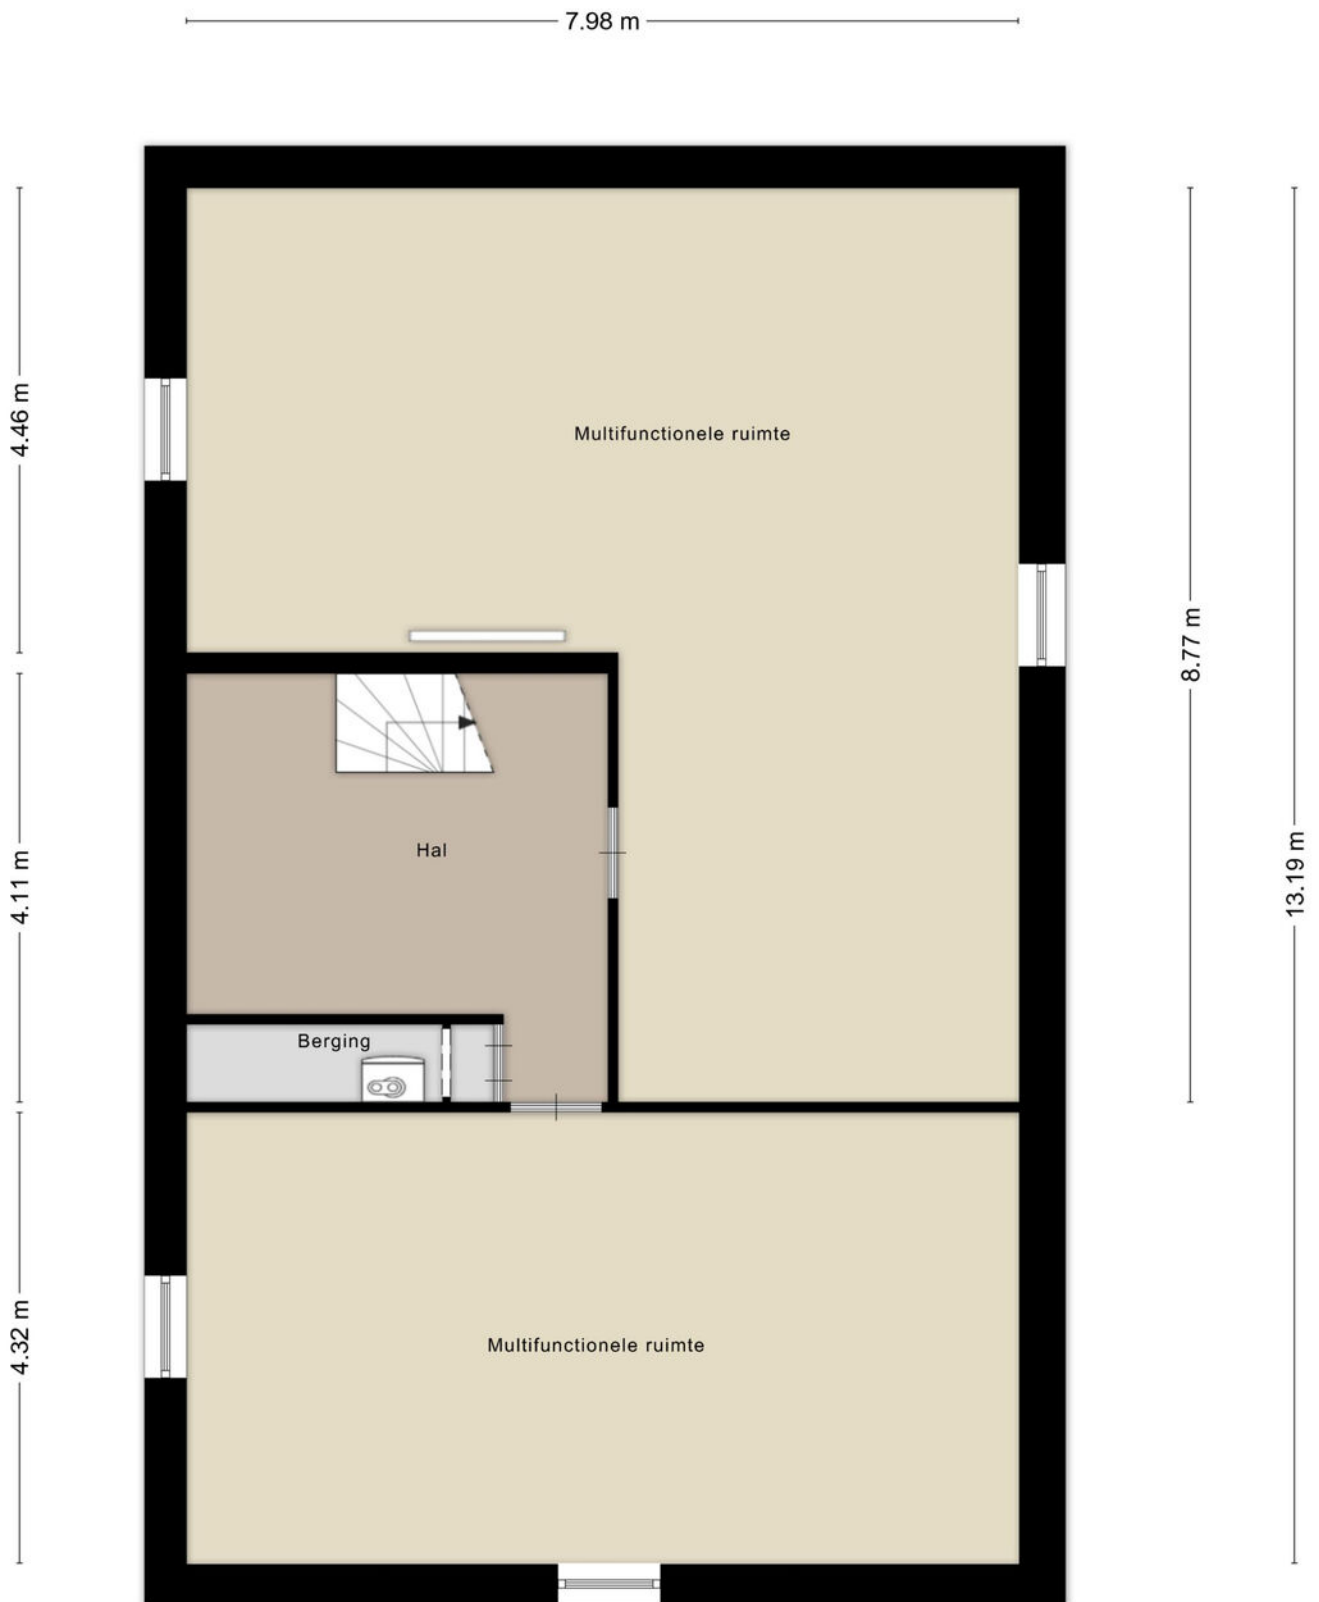 7.98 m
4.46 m
Multifunctionele ruimte
8.77 m
Hal
4.11 m
13.19 m
Berging
4.32 m
Multifunctionele ruimte